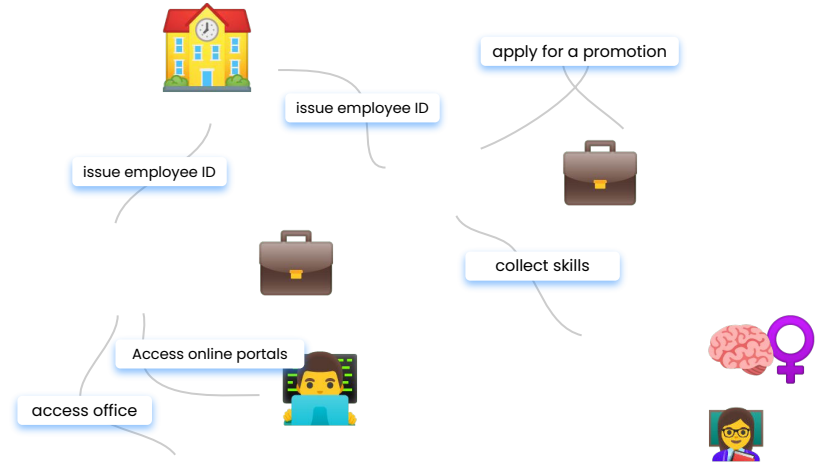 apply for a promotion
issue employee ID
issue employee ID
collect skills
Access online portals
access office